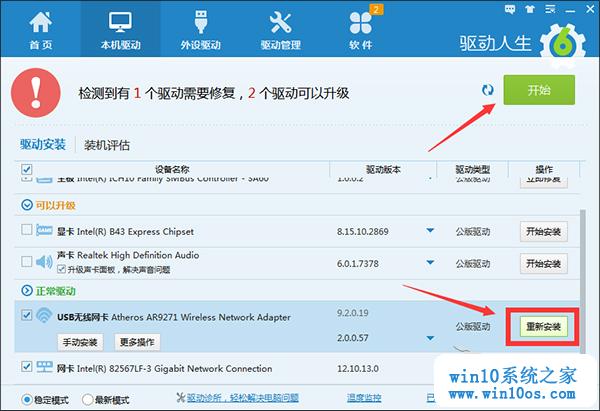 2
首 页
本机驱动
外设驱动
驱动管理
软 件
驱动人生
6
检测到有 1 个驱动需要修复，2 个驱动可以升级
开始
驱动安装
装机评估
设备名称
驱动版本
驱动类型
操作
主板 Intel(R) ICH10 Family SMBus Controller - 3A60
1.0.0.2
公版驱动
立即修复
可以升级
显卡 Intel(R) B43 Express Chipset
8.15.10.2869
公版驱动
开始安装
声卡 Realtek High Definition Audio
升级声卡面板，解决声音问题
6.0.1.7378
公版驱动
开始安装
正常驱动
USB无线网卡 Atheros AR9271 Wireless Network Adapter
9.2.0.19
手动安装
更多操作
2.0.0.57
公版驱动
重新安装
网卡 Intel(R) 82567LF-3 Gigabit Network Connection
12.10.13.0
稳定模式
最新模式
驱动诊所，轻松解决电脑问题
温度监控
win10系统之家
www.win10os.com